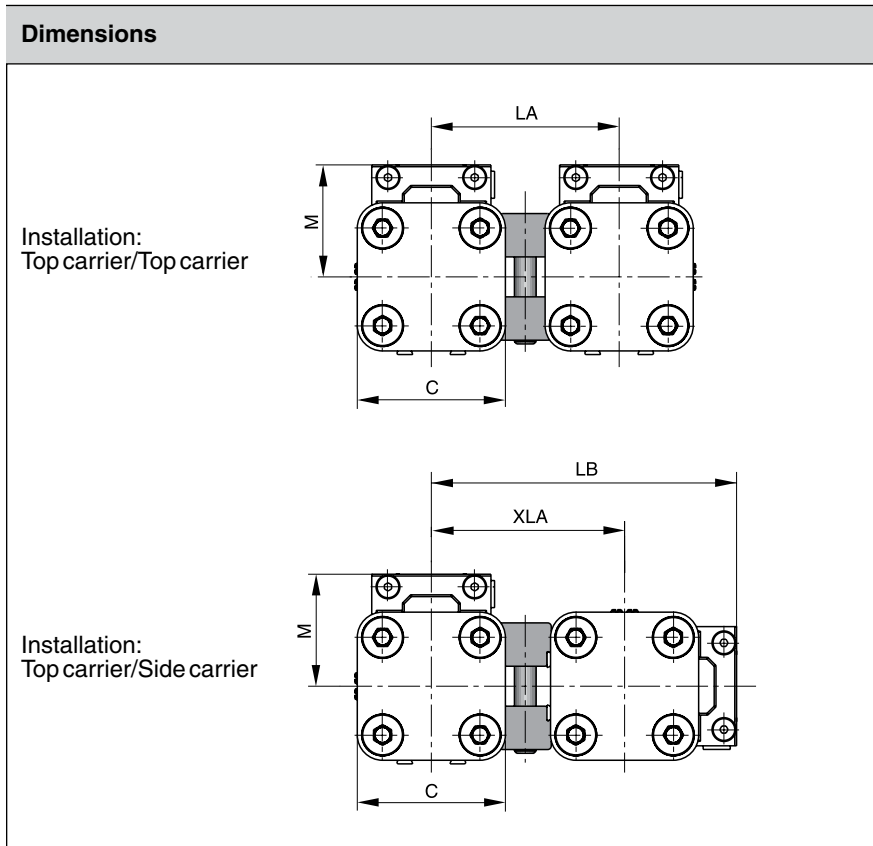 Dimensions
LA
M
Installation:
Top carrier/Top carrier
C
LB
XLA
M
Installation:
Top carrier/Side carrier
C